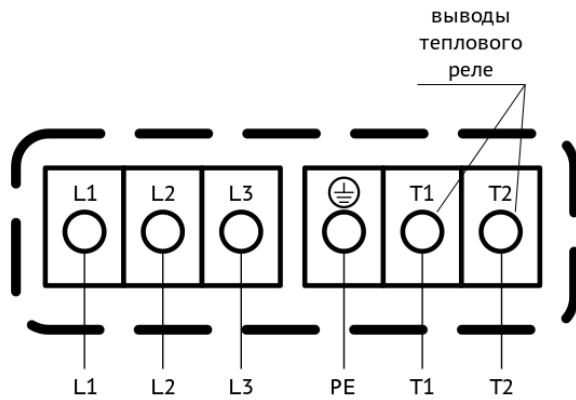 выводы
теплового
реле
L1 L2 L3 T1 T2
L1 L2 L3 PE T1 T2